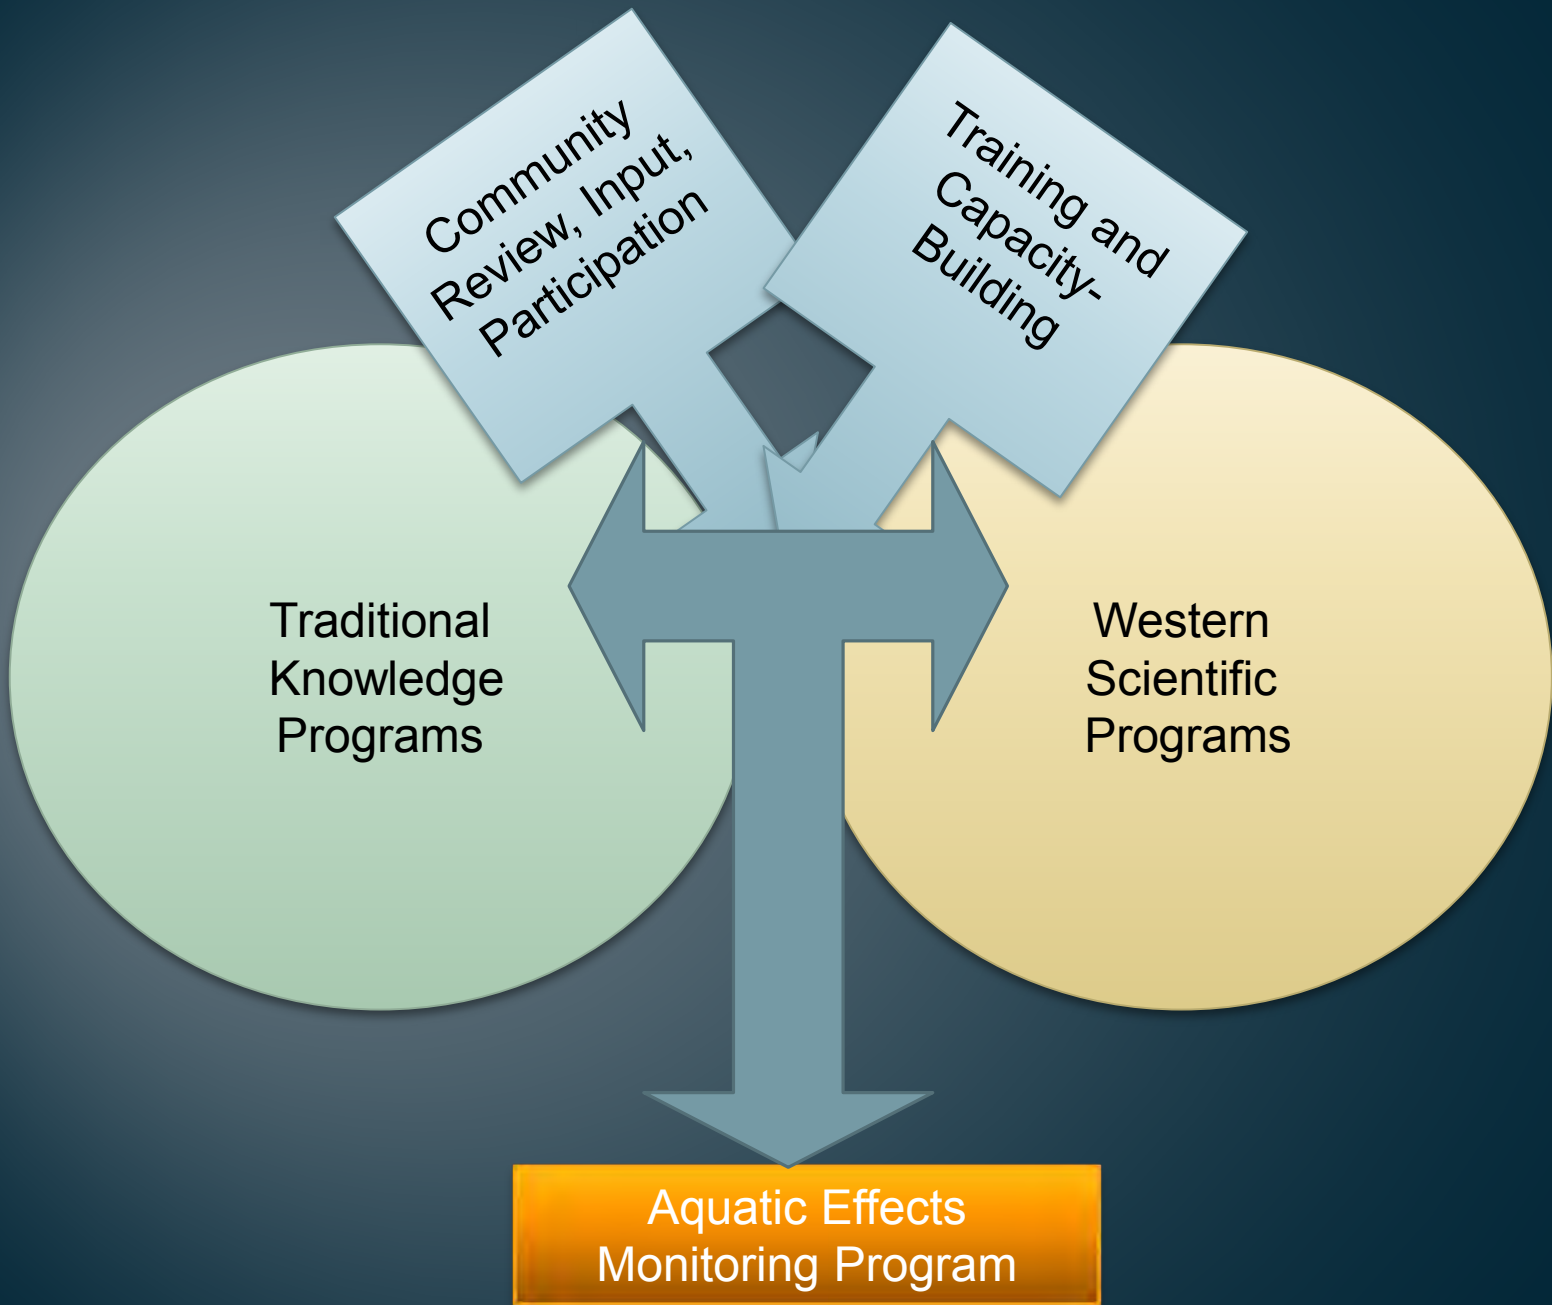 Community
Review, Input,
Participation
Training and
Capacity-
Building
Traditional
Knowledge
Programs
Western
Scientific
Programs
Aquatic Effects
Monitoring Program